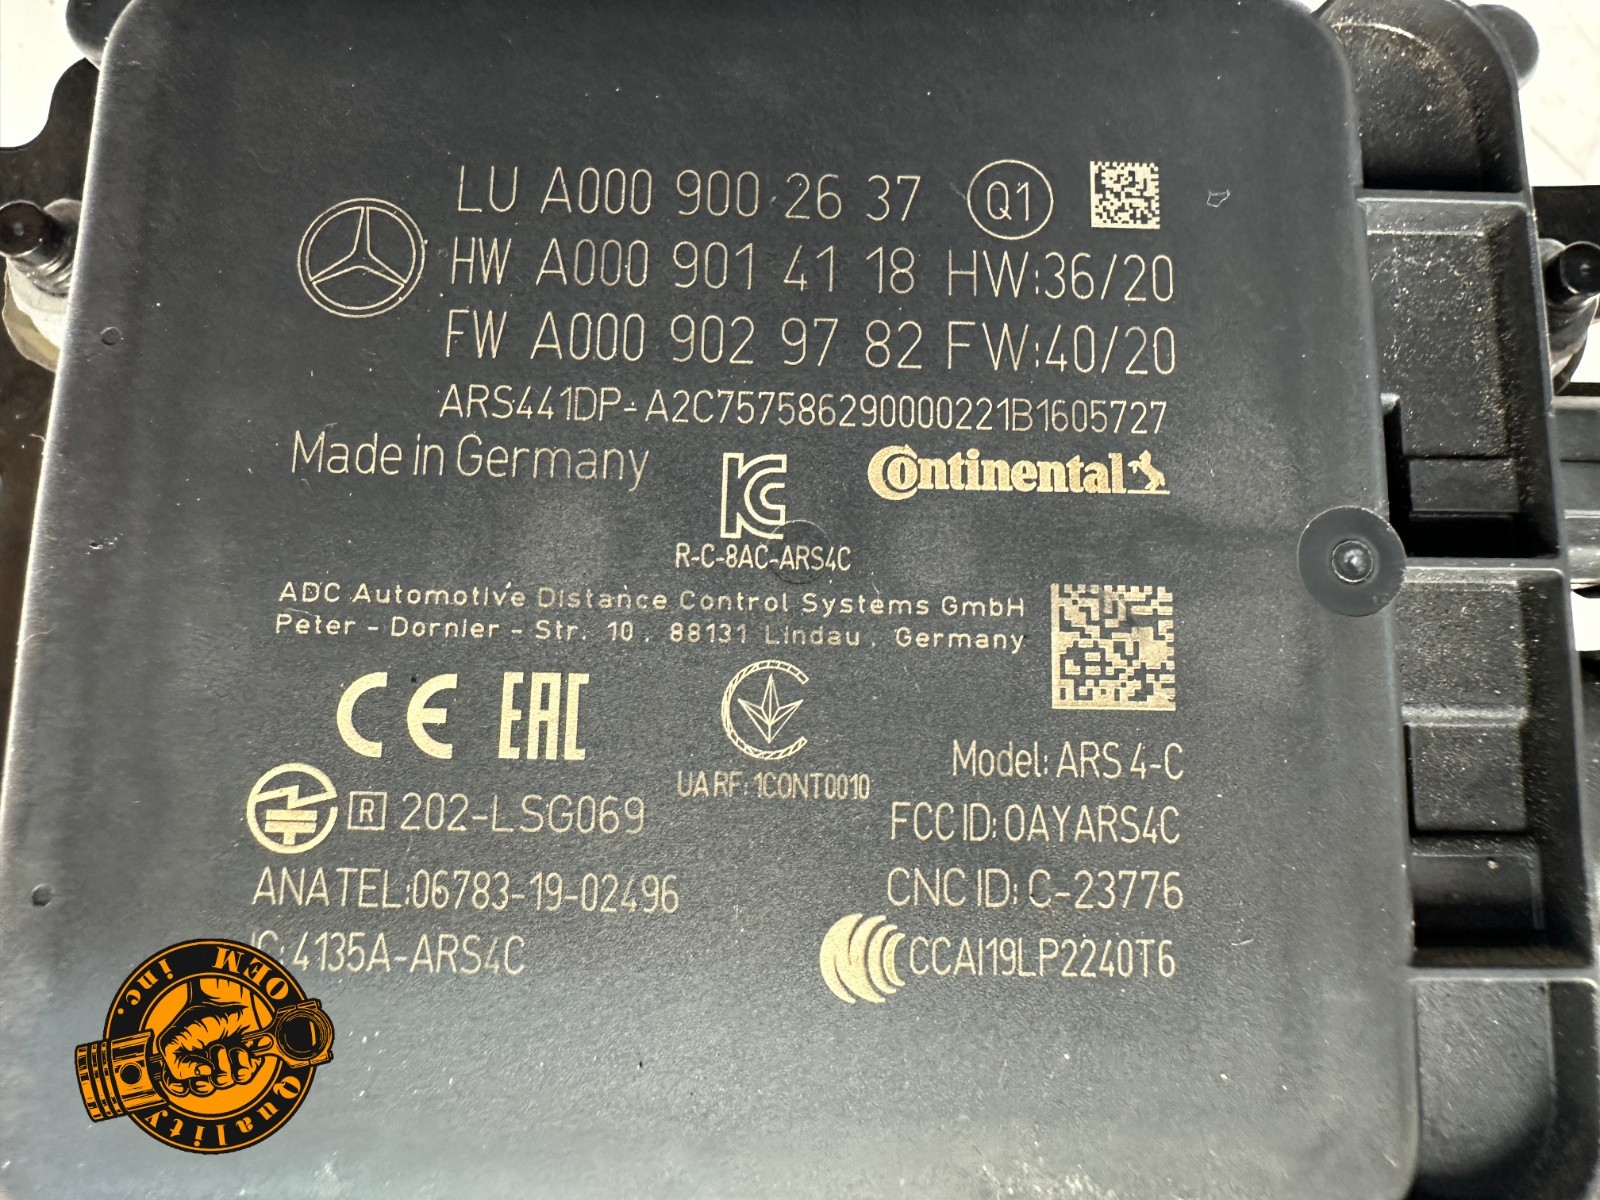 LU A000 900 26 37 Q1
HW A000 901 41 18 HW:36/20
FW A000 902 97 82 FW:40/20
ARS441DP-A2C757586290000221B1605727
Made in Germany
Continental
R-C-8AC-ARS4C
ADC Automotive Distance Control Systems GmbH
Peter - Dornier - Str. 10 . 88131 Lindau , Germany
CE EAC
UA RF: 1CONT0010
Model: ARS 4-C
R 202-LSG069
FCC ID: OAYARS4C
ANATEL:06783-19-02496
CNC ID: C-23776
IC: 4135A-ARS4C
CCAI19LP2240T6
OEM inc.
Quality